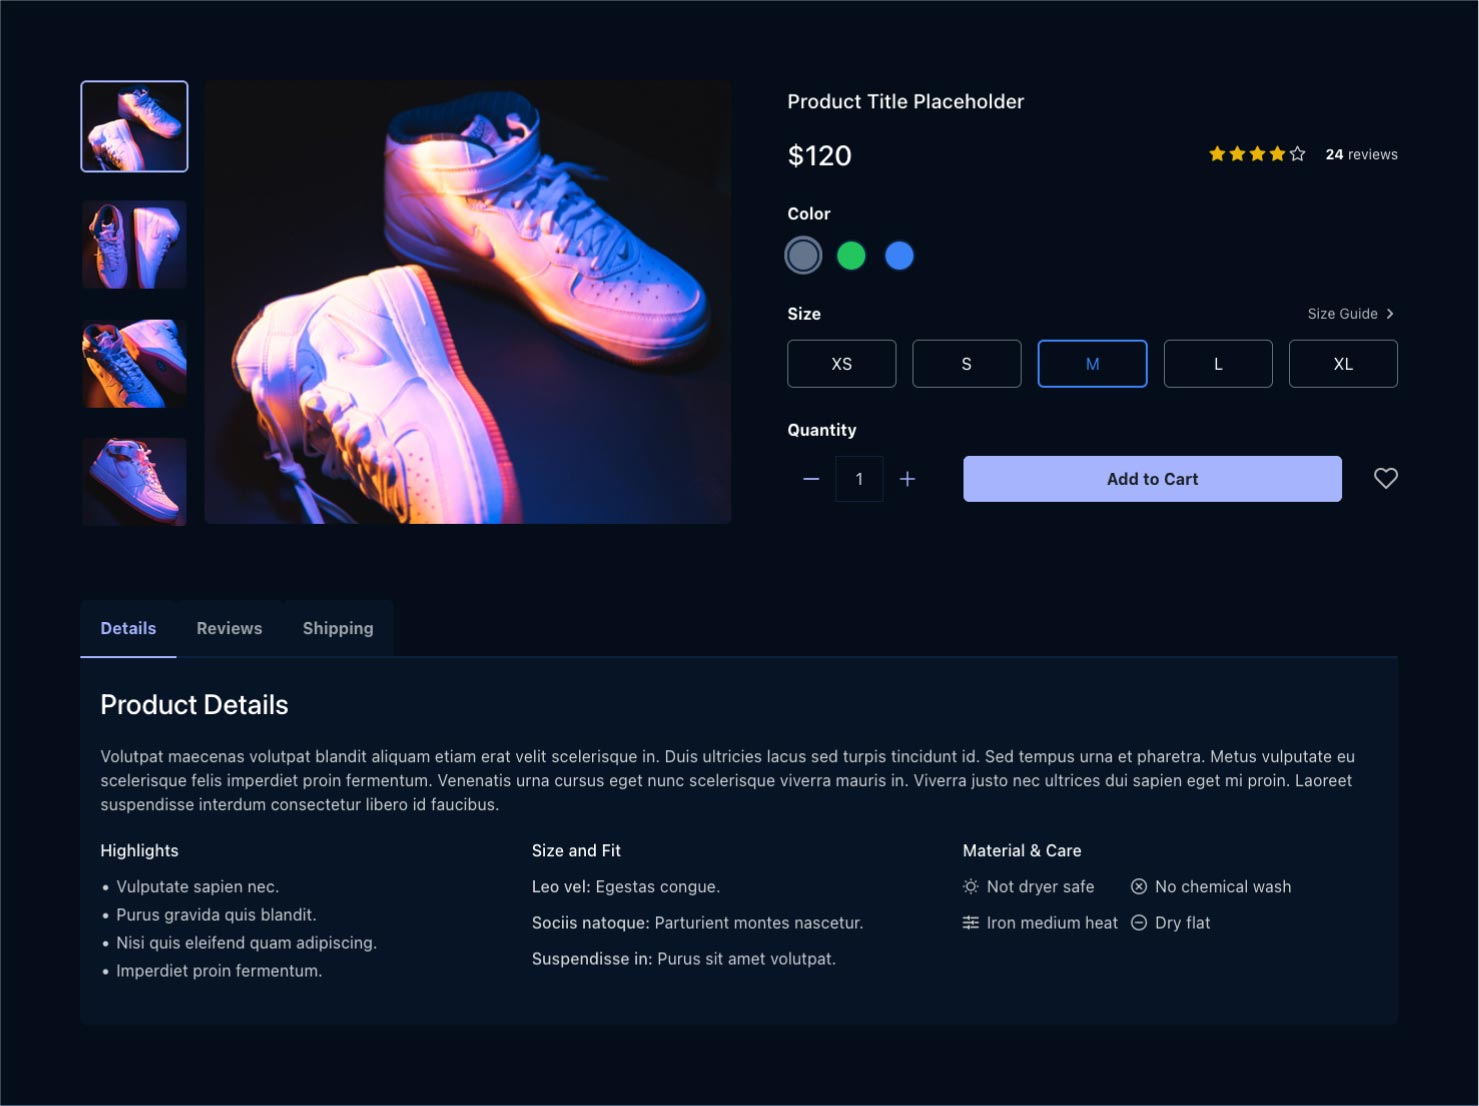 Product Title Placeholder
$120
24 reviews
Color
Size
Size Guide
XS
S
M
L
XL
Quantity
1
Add to Cart
Details
Reviews
Shipping
Product Details
Volutpat maecenas volutpat blandit aliquam etiam erat velit scelerisque in. Duis ultricies lacus sed turpis tincidunt id. Sed tempus urna et pharetra. Metus vulputate eu
scelerisque felis imperdiet proin fermentum. Venenatis urna cursus eget nunc scelerisque viverra mauris in. Viverra justo nec ultrices dui sapien eget mi proin. Laoreet
suspendisse interdum consectetur libero id faucibus.
Highlights
• Vulputate sapien nec.
• Purus gravida quis blandit.
• Nisi quis eleifend quam adipiscing.
• Imperdiet proin fermentum.
Size and Fit
Leo vel: Egestas congue.
Sociis natoque: Parturient montes nascetur.
Suspendisse in: Purus sit amet volutpat.
Material & Care
Not dryer safe
No chemical wash
Iron medium heat
Dry flat